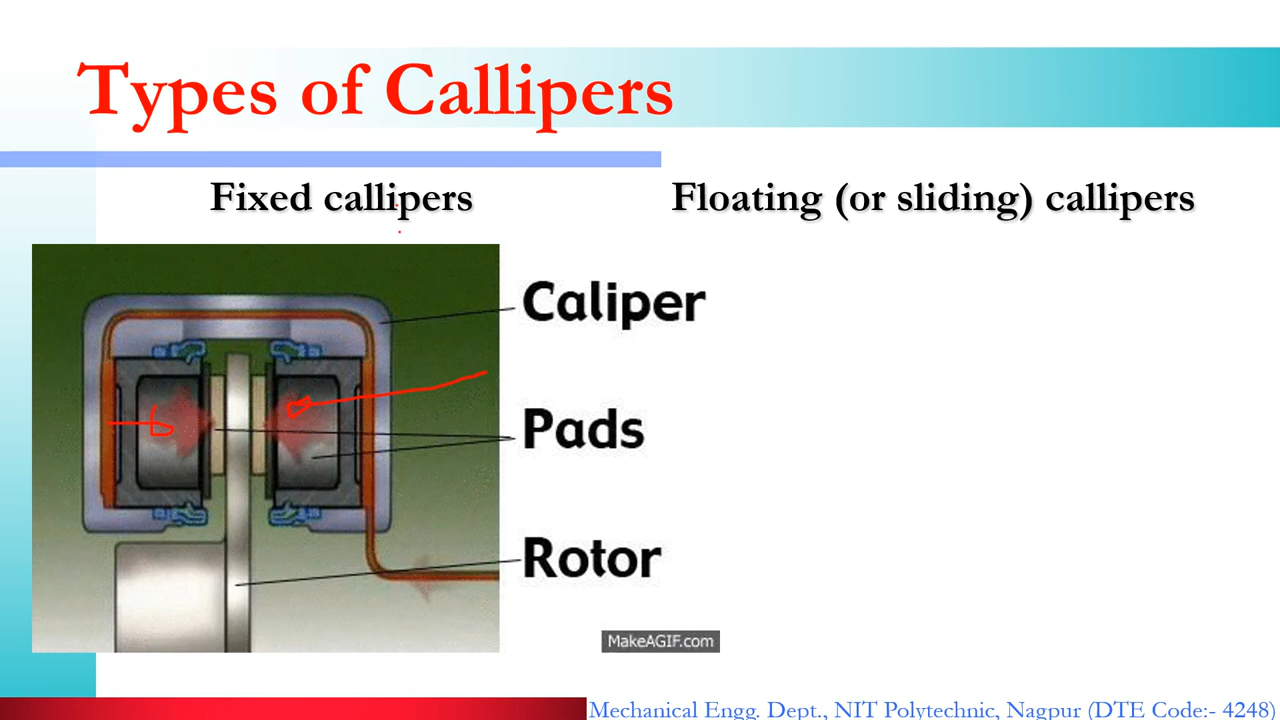 Types of Callipers
Fixed callipers
Floating (or sliding) callipers
Caliper
Pads
Rotor
MakeAGIF.com
Mechanical Engg. Dept., NIT Polytechnic, Nagpur (DTE Code:- 4248)